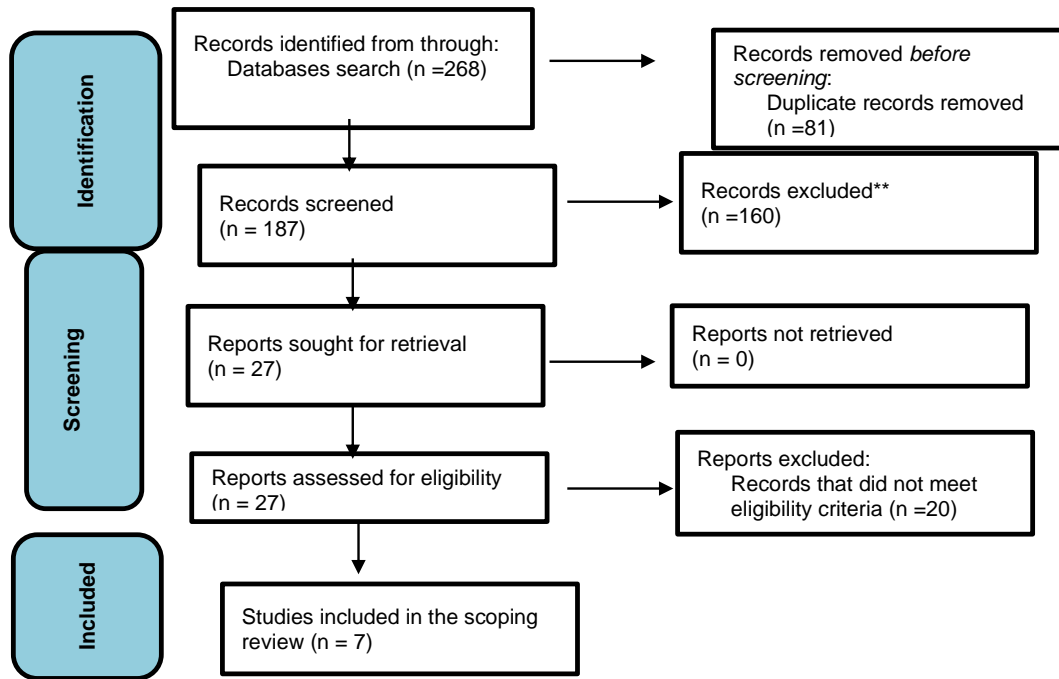 Identification
Records identified from through:
Databases search (n =268)
Records removed before
screening:
Duplicate records removed
(n =81)
Records screened
(n = 187)
Records excluded**
(n =160)
Screening
Reports sought for retrieval
(n = 27)
Reports not retrieved
(n = 0)
Reports assessed for eligibility
(n = 27)
Reports excluded:
Records that did not meet
eligibility criteria (n =20)
Included
Studies included in the scoping
review (n = 7)